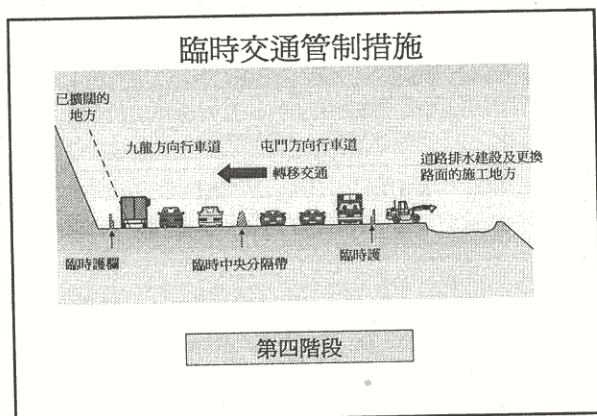 臨時交通管制措施
已擴闊的
地方
九龍方向行車道
屯門方向行車道
轉移交通
道路排水建設及更換
路面的施工地方
臨時護欄
臨時中央分隔帶
臨時護
第四階段